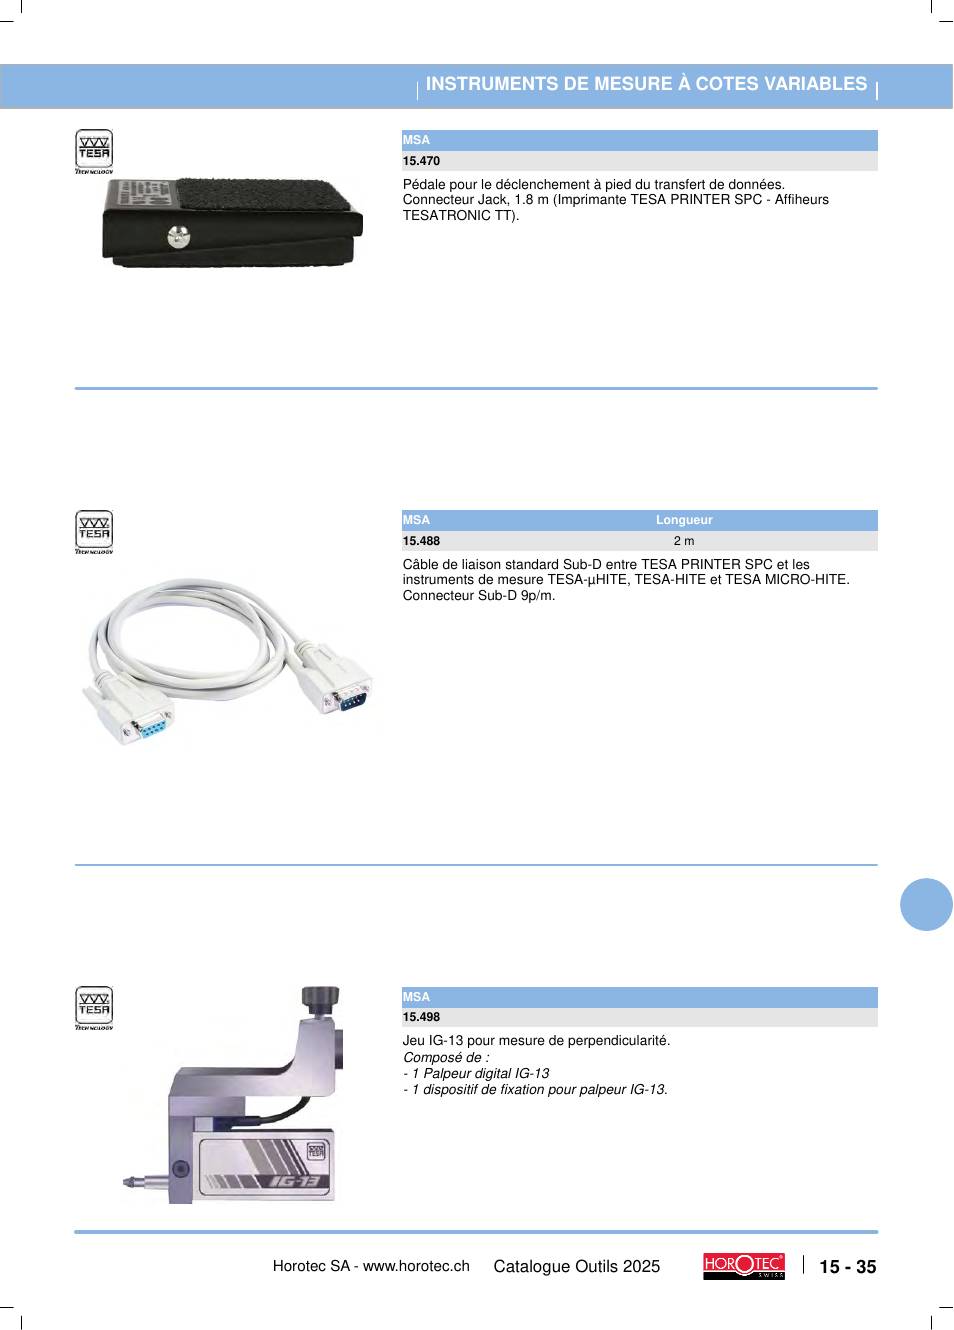 INSTRUMENTS DE MESURE À COTES VARIABLES
TESA
TECHNOLOGY
MSA
15.470
Pédale pour le déclenchement à pied du transfert de données.
Connecteur Jack, 1.8 m (Imprimante TESA PRINTER SPC - Affiheurs
TESATRONIC TT).
TESA
TECHNOLOGY
MSA Longueur
15.488 2 m
Câble de liaison standard Sub-D entre TESA PRINTER SPC et les
instruments de mesure TESA-µHITE, TESA-HITE et TESA MICRO-HITE.
Connecteur Sub-D 9p/m.
TESA
TECHNOLOGY
MSA
15.498
Jeu IG-13 pour mesure de perpendicularité.
Composé de :
- 1 Palpeur digital IG-13
- 1 dispositif de fixation pour palpeur IG-13.
TESA
IG-13
Horotec SA - www.horotec.ch Catalogue Outils 2025 HOROTEC® SWISS 15 - 35